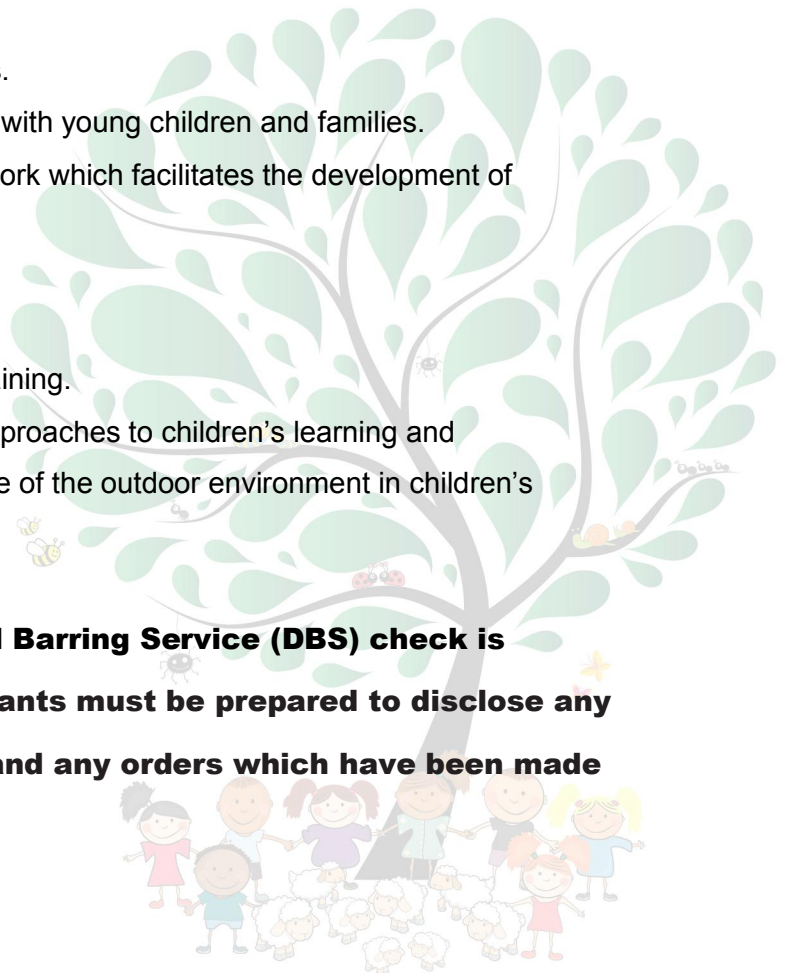 with young children and families.
ork which facilitates the development of
ining.
proaches to children’s learning and
e of the outdoor environment in children’s
Barring Service (DBS) check is
ants must be prepared to disclose any
and any orders which have been made